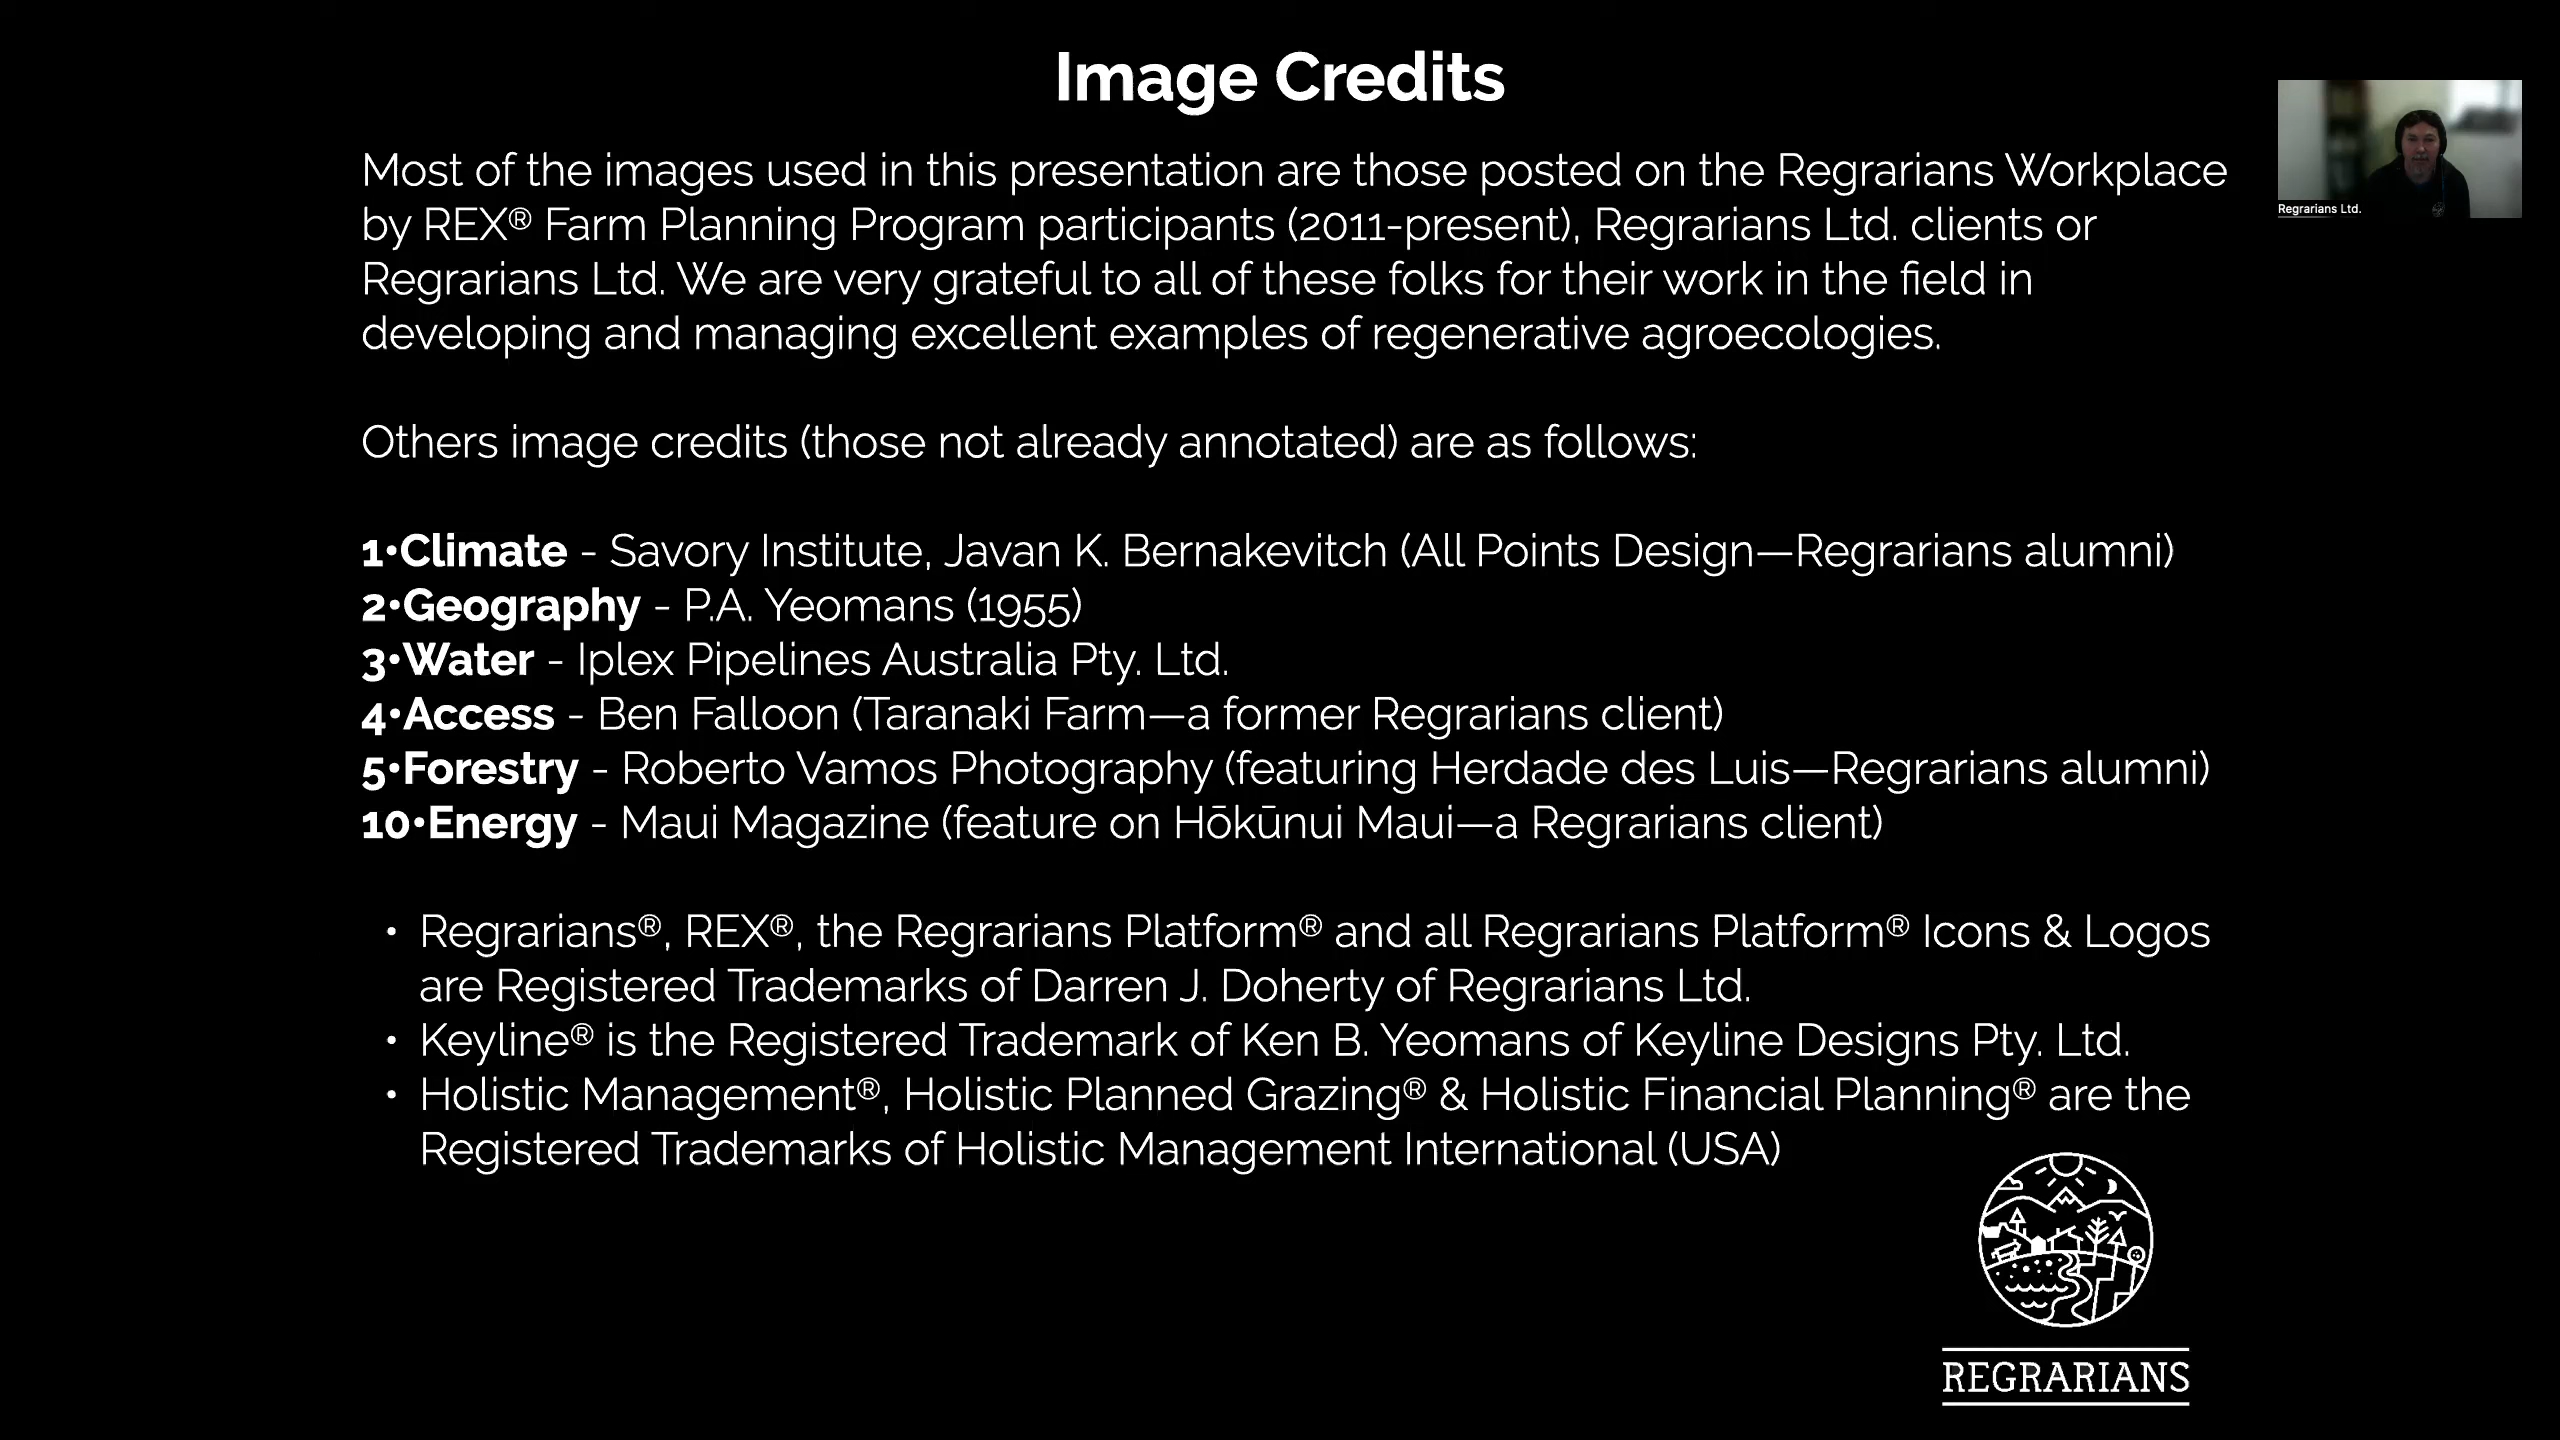 Image Credits
Most of the images used in this presentation are those posted on the Regrarians Workplace
by REX® Farm Planning Program participants (2011-present), Regrarians Ltd. clients or
Regrarians Ltd. We are very grateful to all of these folks for their work in the field in
developing and managing excellent examples of regenerative agroecologies.
Regrarians Ltd.
Others image credits (those not already annotated) are as follows:
1•Climate - Savory Institute, Javan K. Bernakevitch (All Points Design—Regrarians alumni)
2•Geography - P.A. Yeomans (1955)
3•Water - Iplex Pipelines Australia Pty. Ltd.
4•Access - Ben Falloon (Taranaki Farm—a former Regrarians client)
5•Forestry - Roberto Vamos Photography (featuring Herdade des Luis—Regrarians alumni)
10•Energy - Maui Magazine (feature on Hōkūnui Maui—a Regrarians client)
• Regrarians®, REX®, the Regrarians Platform® and all Regrarians Platform® Icons & Logos
are Registered Trademarks of Darren J. Doherty of Regrarians Ltd.
• Keyline® is the Registered Trademark of Ken B. Yeomans of Keyline Designs Pty. Ltd.
• Holistic Management®, Holistic Planned Grazing® & Holistic Financial Planning® are the
Registered Trademarks of Holistic Management International (USA)
REGRARIANS